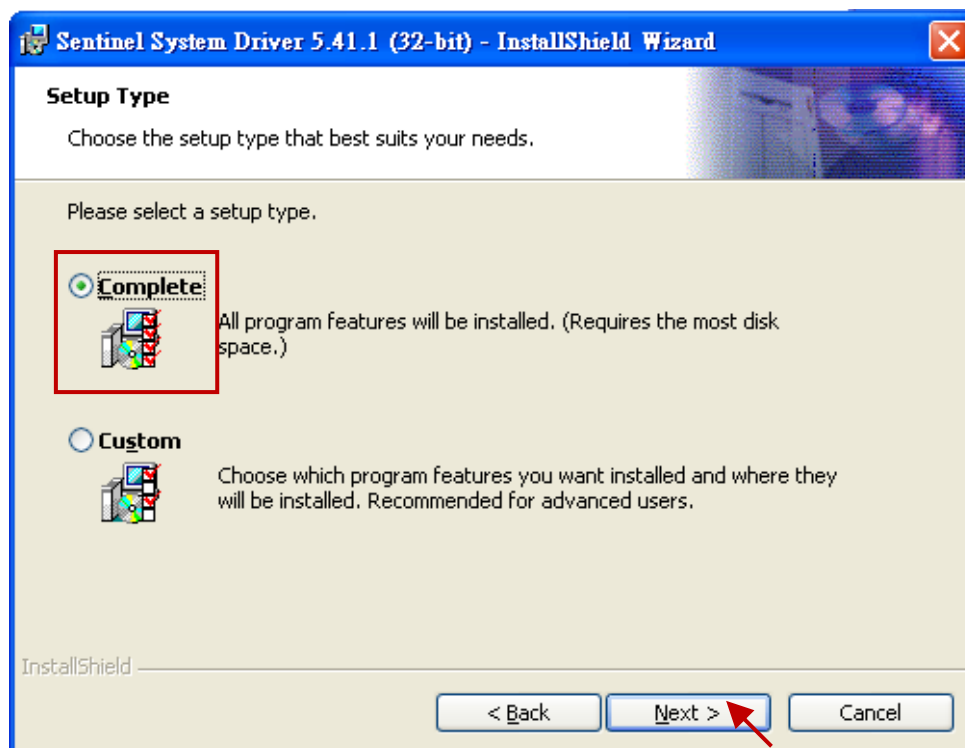 Sentinel System Driver 5.41.1 (32-bit) - InstallShield Wizard
Setup Type
Choose the setup type that best suits your needs.
Please select a setup type.
Complete
All program features will be installed. (Requires the most disk
space.)
Custom
Choose which program features you want installed and where they
will be installed. Recommended for advanced users.
InstallShield
< Back Next > Cancel